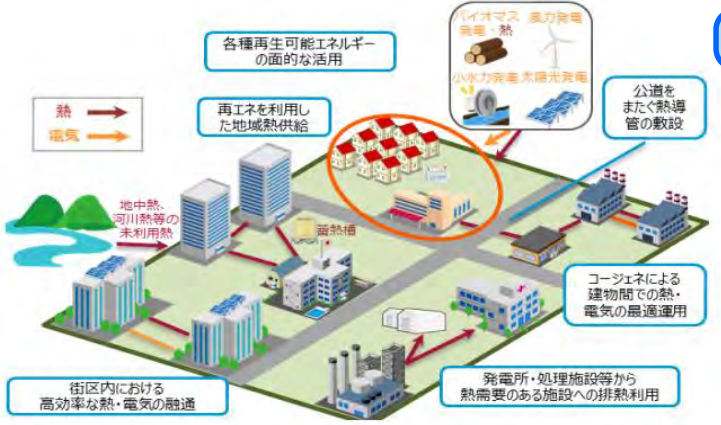 各種再生可能エネルギー
の面的な活用
バイオマス
発電・熱
風力発電
小水力発電
太陽光発電
公道を
またぐ熱導
管の敷設
熱
電気
再エネを利用し
た地域熱供給
地中熱、
河川熱等の
未利用熱
蓄熱槽
コージェネによる
建物間での熱・
電気の最適運用
街区内における
高効率な熱・電気の融通
発電所・処理施設等から
熱需要のある施設への排熱利用